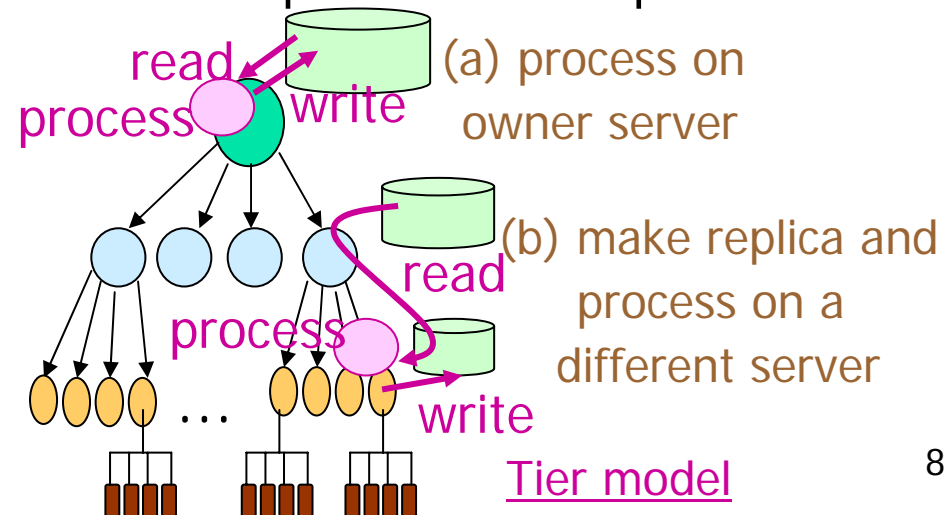 read
process
write
(a) process on
owner server
(b) make replica and
process on a
different server
read
process
...
write
Tier model
8